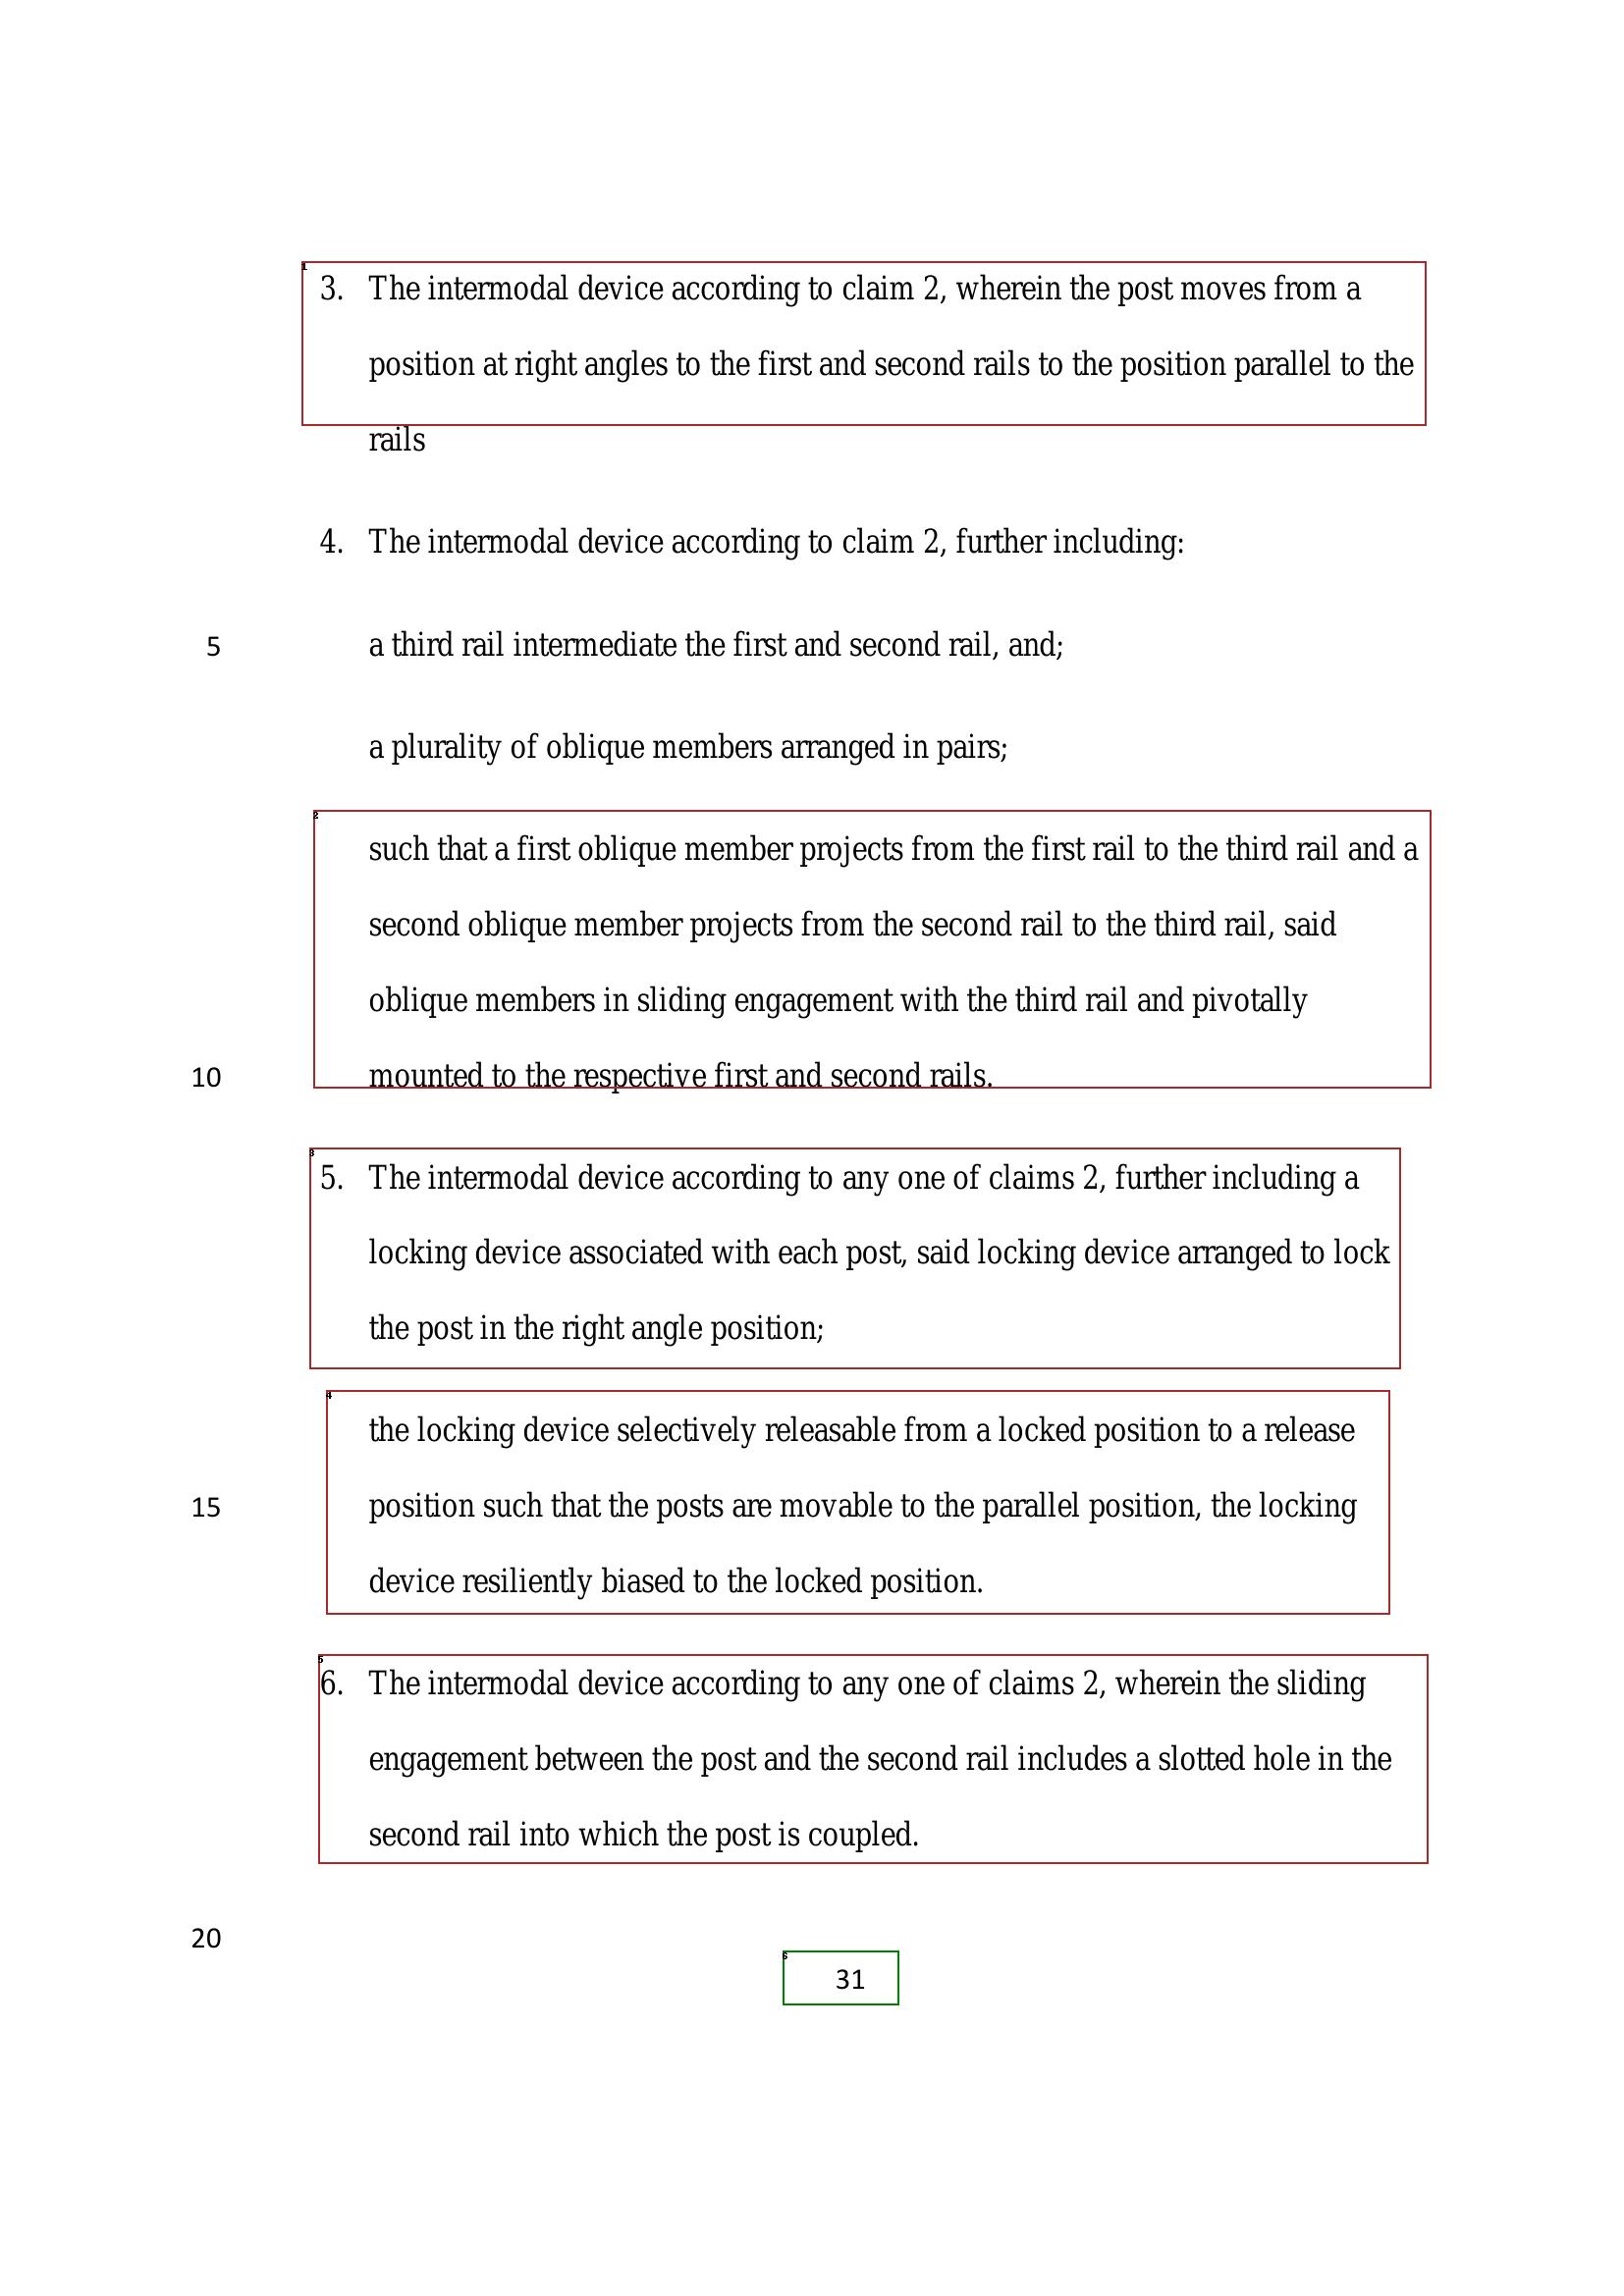 3. The intermodal device according to claim 2, wherein the post moves from a
position at right angles to the first and second rails to the position parallel to the
rails
4. The intermodal device according to claim 2, further including:
5 a third rail intermediate the first and second rail, and;
a plurality of oblique members arranged in pairs;
such that a first oblique member projects from the first rail to the third rail and a
second oblique member projects from the second rail to the third rail, said
oblique members in sliding engagement with the third rail and pivotally
10 mounted to the respective first and second rails.
5. The intermodal device according to any one of claims 2, further including a
locking device associated with each post, said locking device arranged to lock
the post in the right angle position;
the locking device selectively releasable from a locked position to a release
15 position such that the posts are movable to the parallel position, the locking
device resiliently biased to the locked position.
6. The intermodal device according to any one of claims 2, wherein the sliding
engagement between the post and the second rail includes a slotted hole in the
second rail into which the post is coupled.
20
31